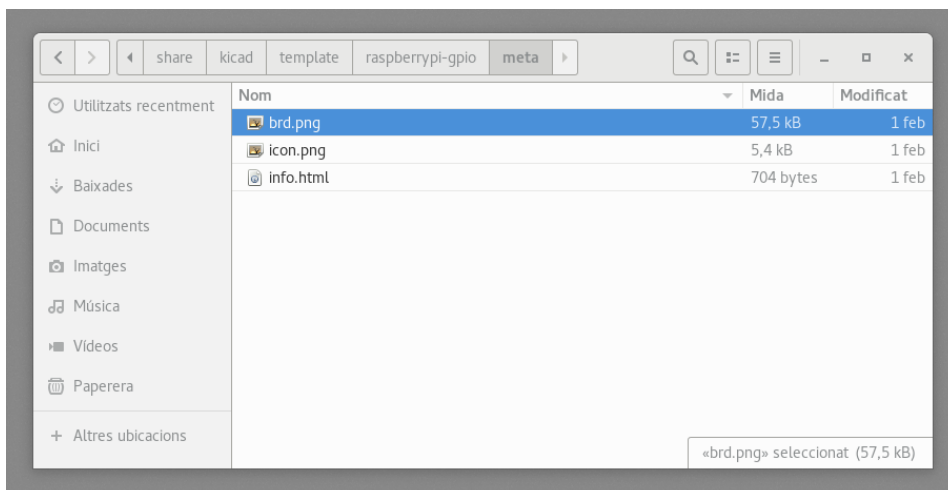 share kicad template raspberrypi-gpio meta
Utilitzats recentment
Inici
Baixades
Documents
Imatges
Música
Vídeos
Paperera
Altres ubicacions
Nom Mida Modificat
brd.png 57,5 kB 1 feb
icon.png 5,4 kB 1 feb
info.html 704 bytes 1 feb
«brd.png» seleccionat (57,5 kB)